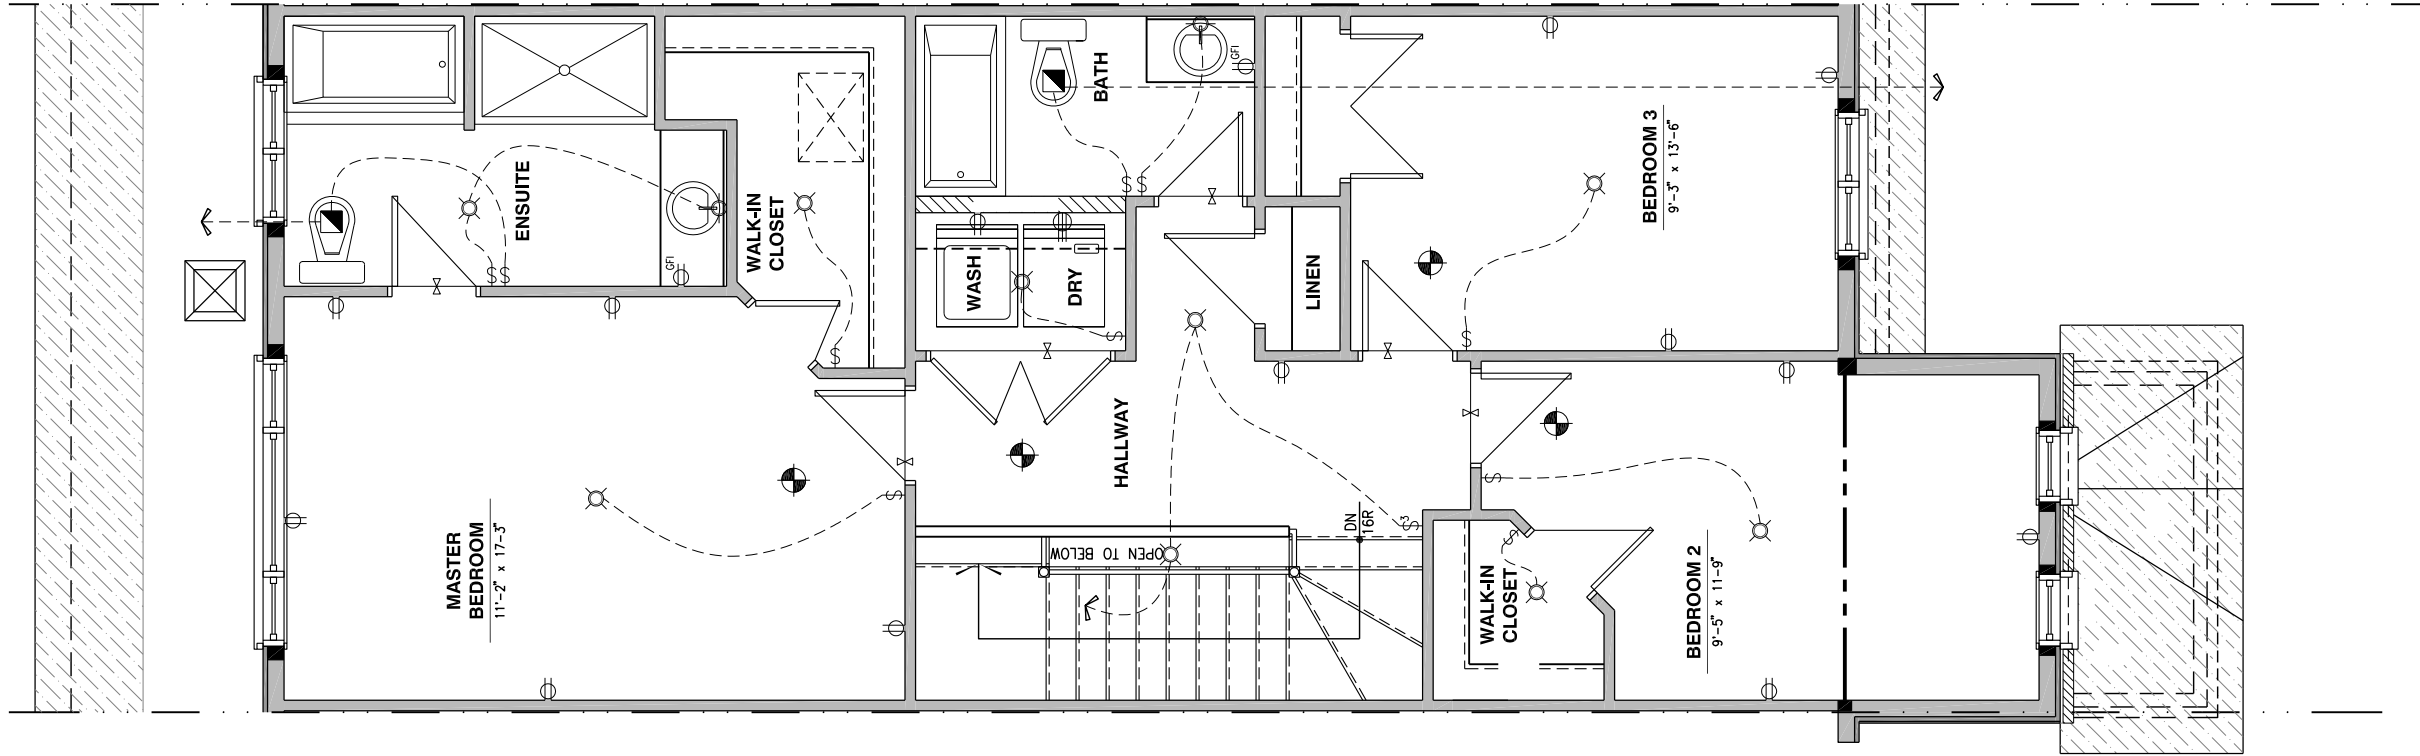 ENSUITE
GFI
S
S
WALK-IN
CLOSET
S
MASTER
BEDROOM
11'-2" x 17'-3"
S
BATH
GFI
S
S
WASH
DRY
S
LINEN
HALLWAY
OPEN TO BELOW
DN
16R
S3
BEDROOM 3
9'-3" x 13'-6"
S
S
WALK-IN
CLOSET
S
BEDROOM 2
9'-5" x 11'-9"